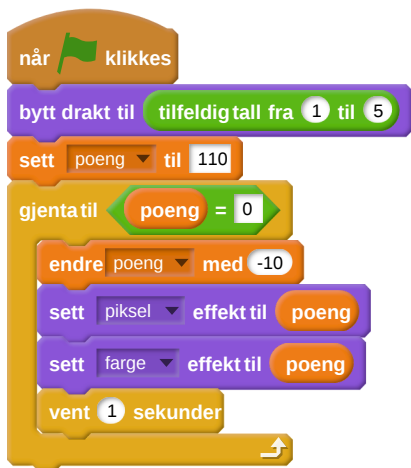 når klikkes
bytt drakt til tilfeldig tall fra 1 til 5
sett poeng til 110
gjenta til poeng = 0
endre poeng med -10
sett piksel effekt til poeng
sett farge effekt til poeng
vent 1 sekunder